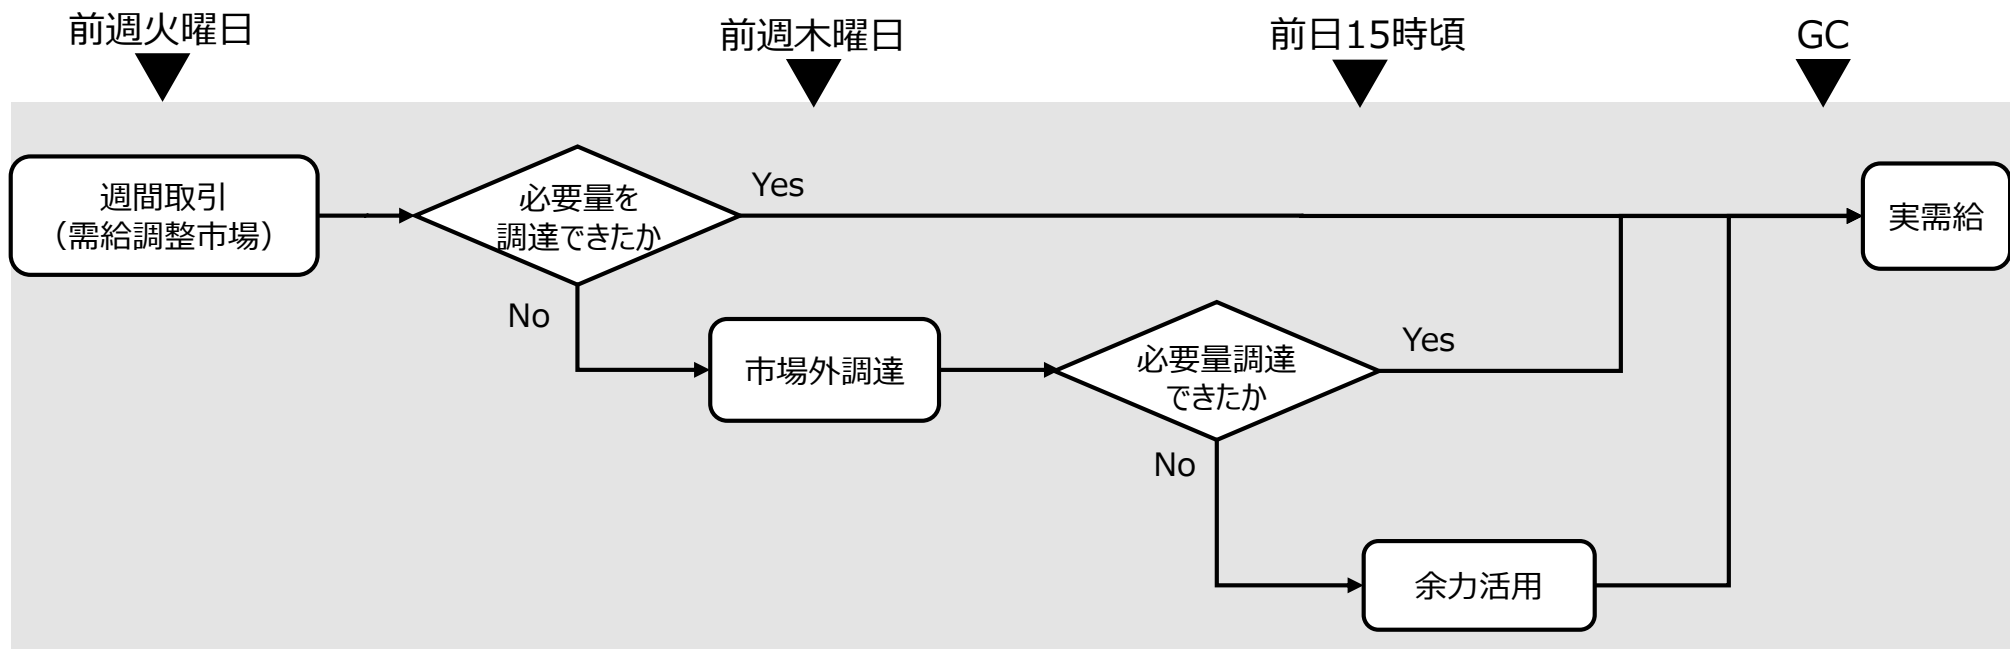 前週火曜日
前週木曜日
前日15時頃
GC
週間取引
（需給調整市場）
必要量を
調達できたか
Yes
実需給
No
市場外調達
必要量調達
できたか
Yes
No
余力活用